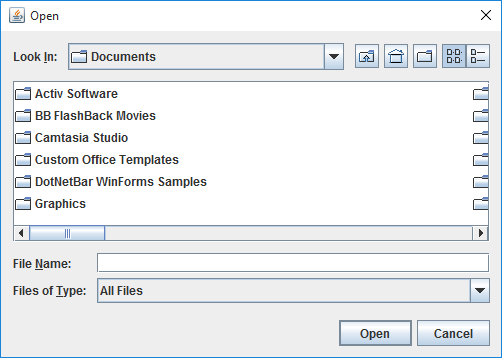 Open
Look In: Documents
Activ Software
BB FlashBack Movies
Camtasia Studio
Custom Office Templates
DotNetBar WinForms Samples
Graphics
File Name:
Files of Type: All Files
Open Cancel